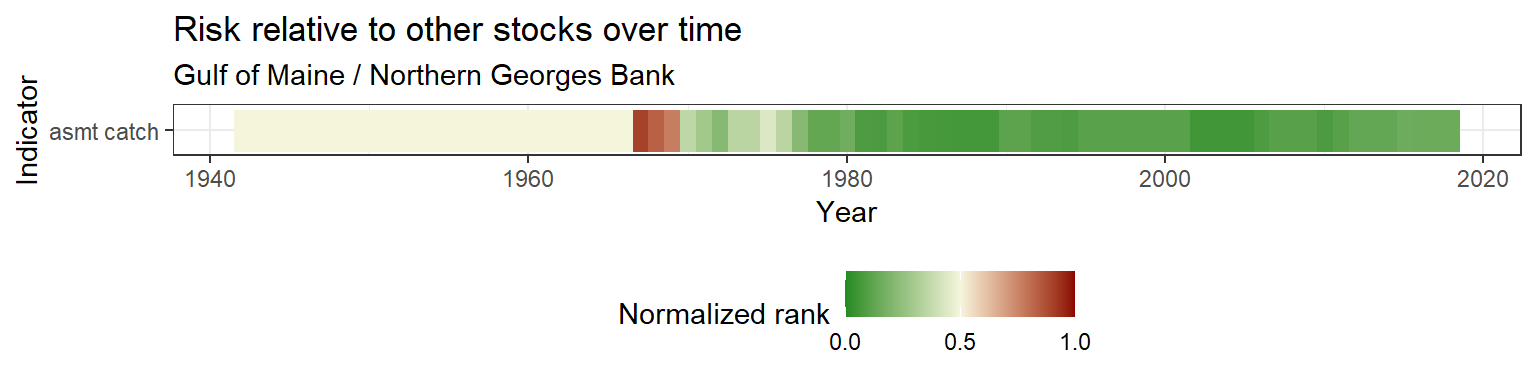 Risk relative to other stocks over time
Gulf of Maine / Northern Georges Bank
Indicator
asmt catch
1940 1960 1980 2000 2020
Year
Normalized rank
0.0 0.5 1.0